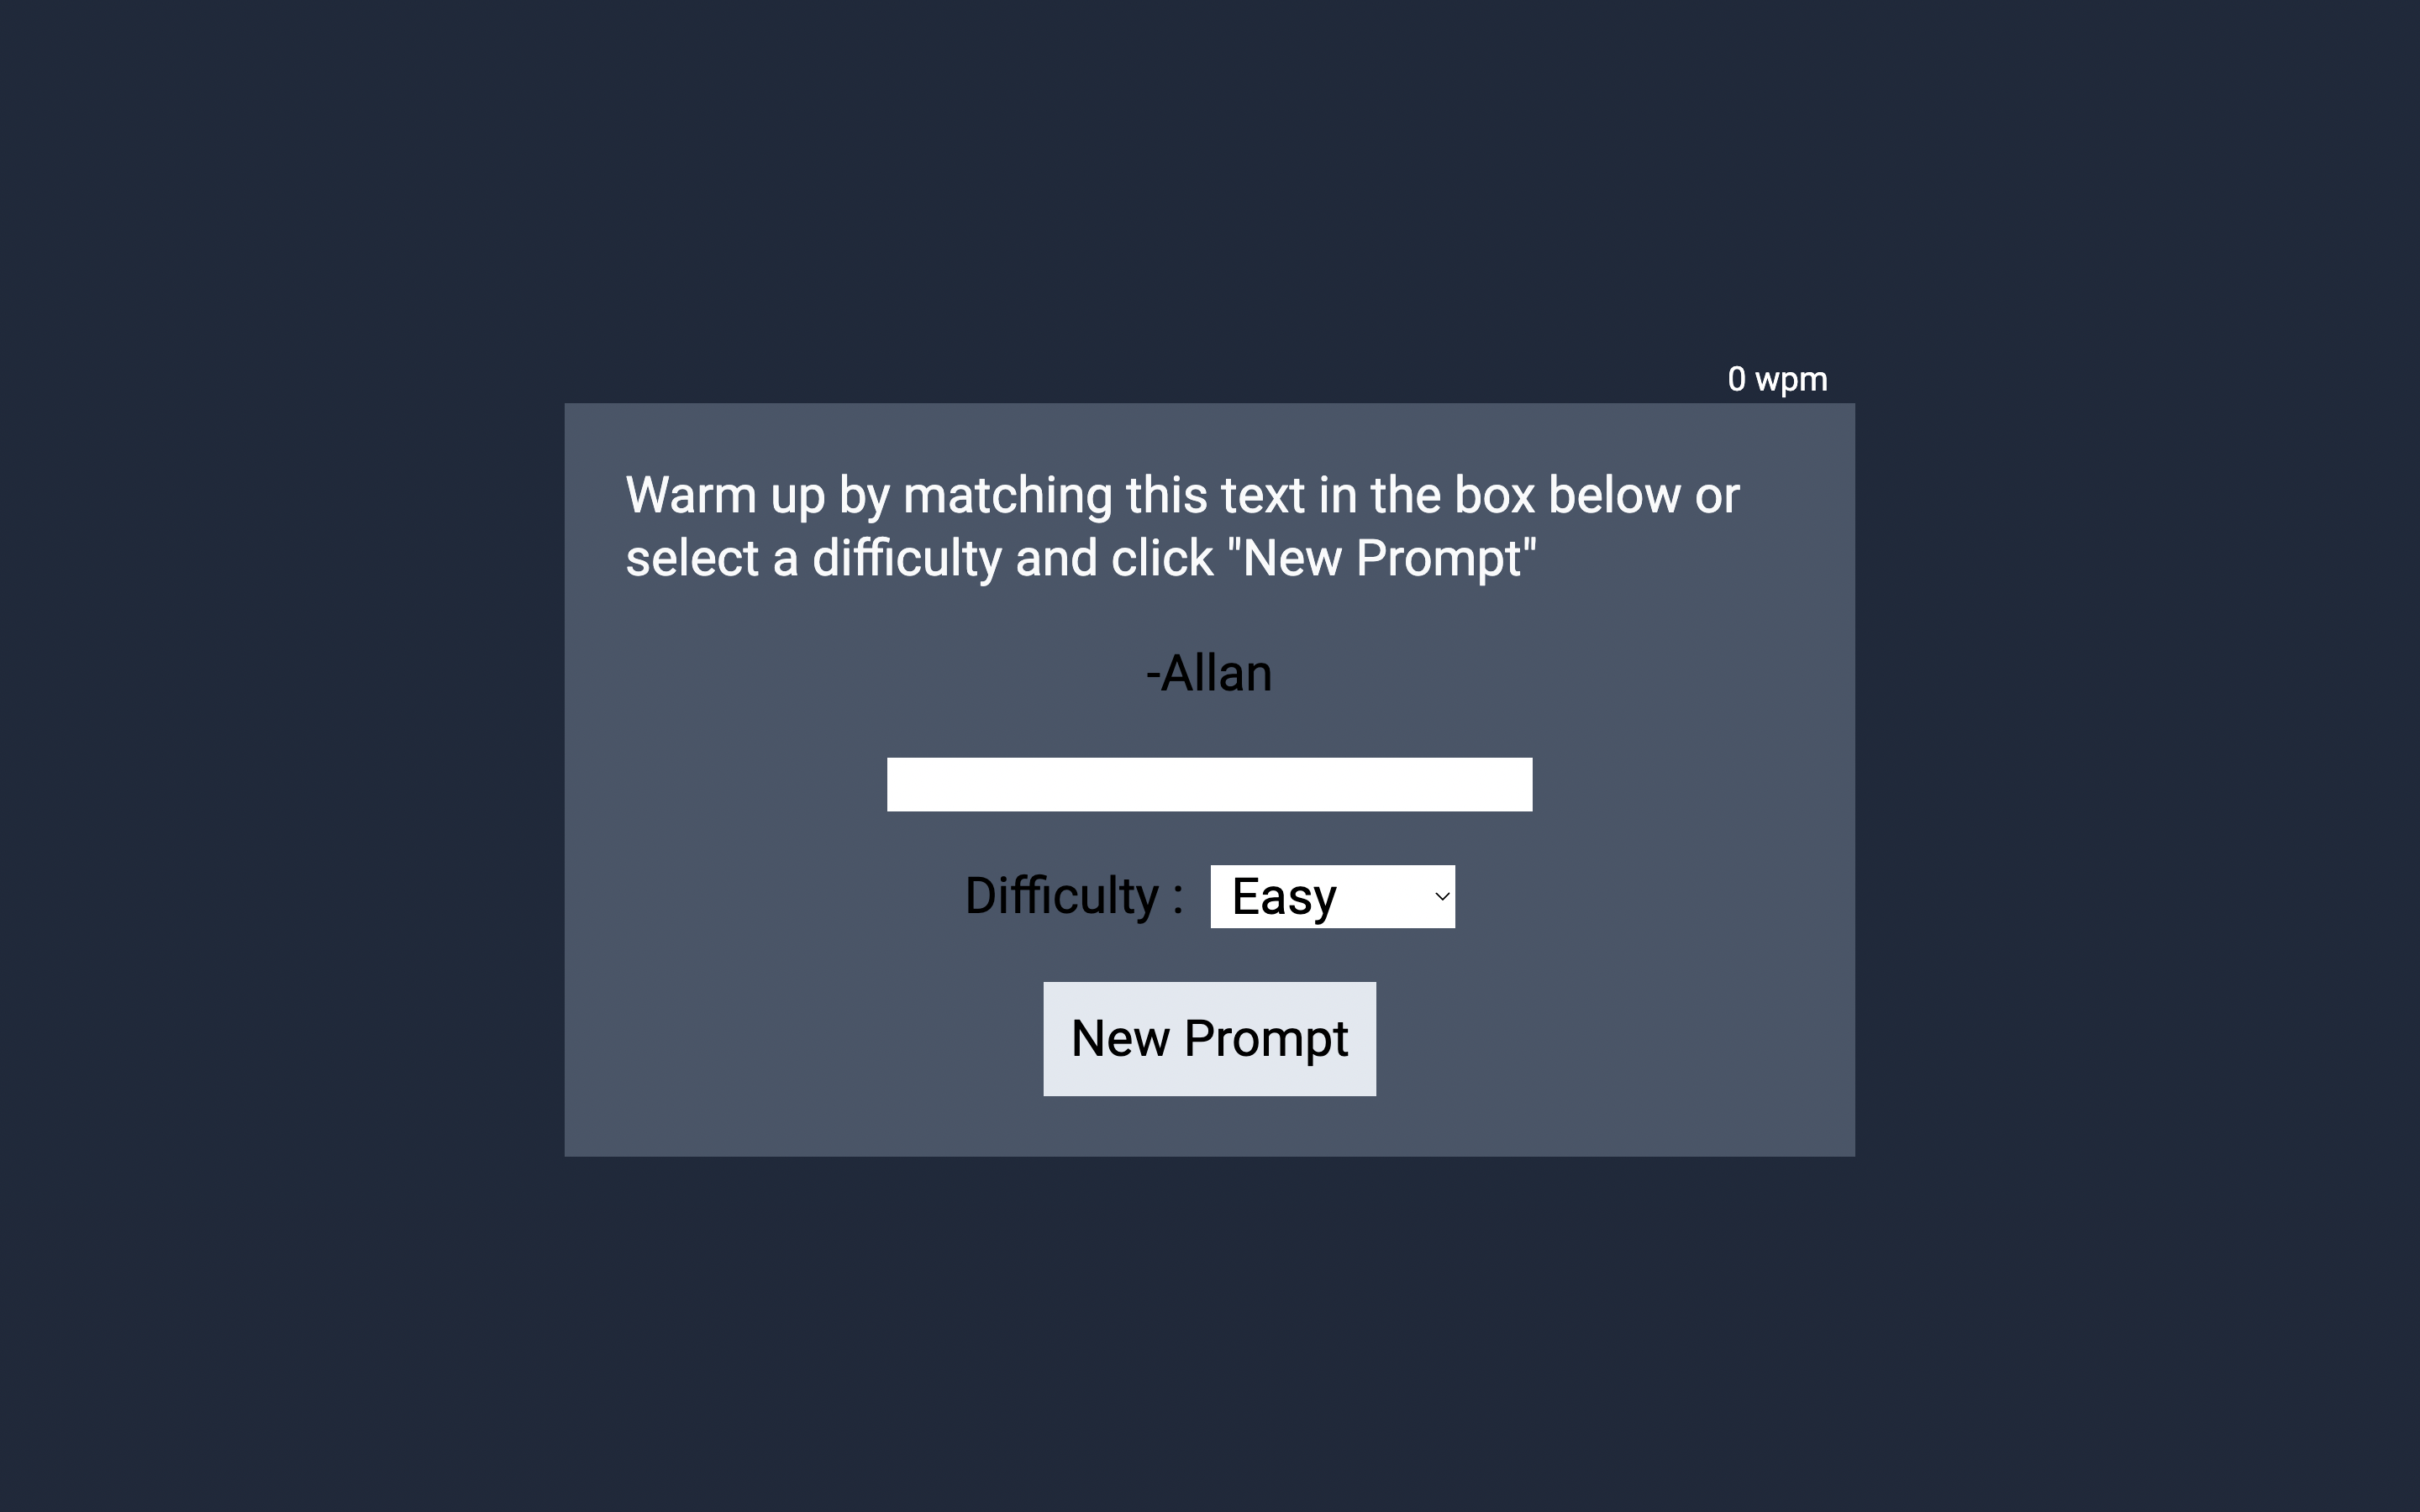 0 wpm
Warm up by matching this text in the box below or
select a difficulty and click "New Prompt"
-Allan
Difficulty : Easy
New Prompt